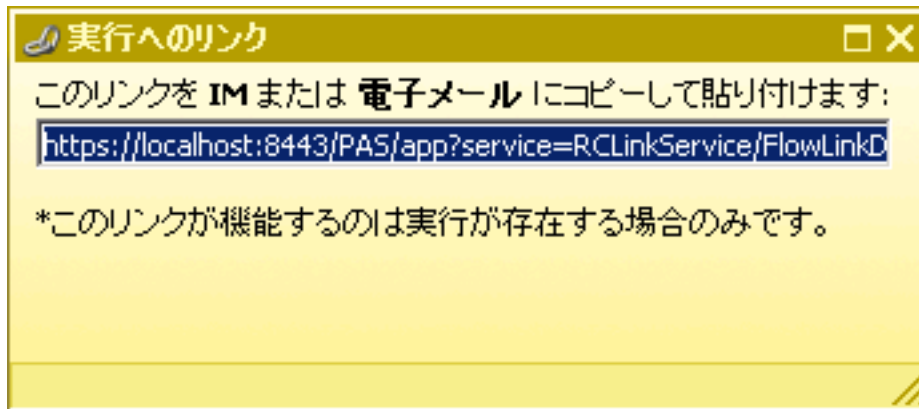 実行へのリンク
このリンクを IM または 電子メール にコピーして貼り付けます:
https://localhost:8443/PAS/app?service=RCLinkService/FlowLinkD
*このリンクが機能するのは実行が存在する場合のみです。